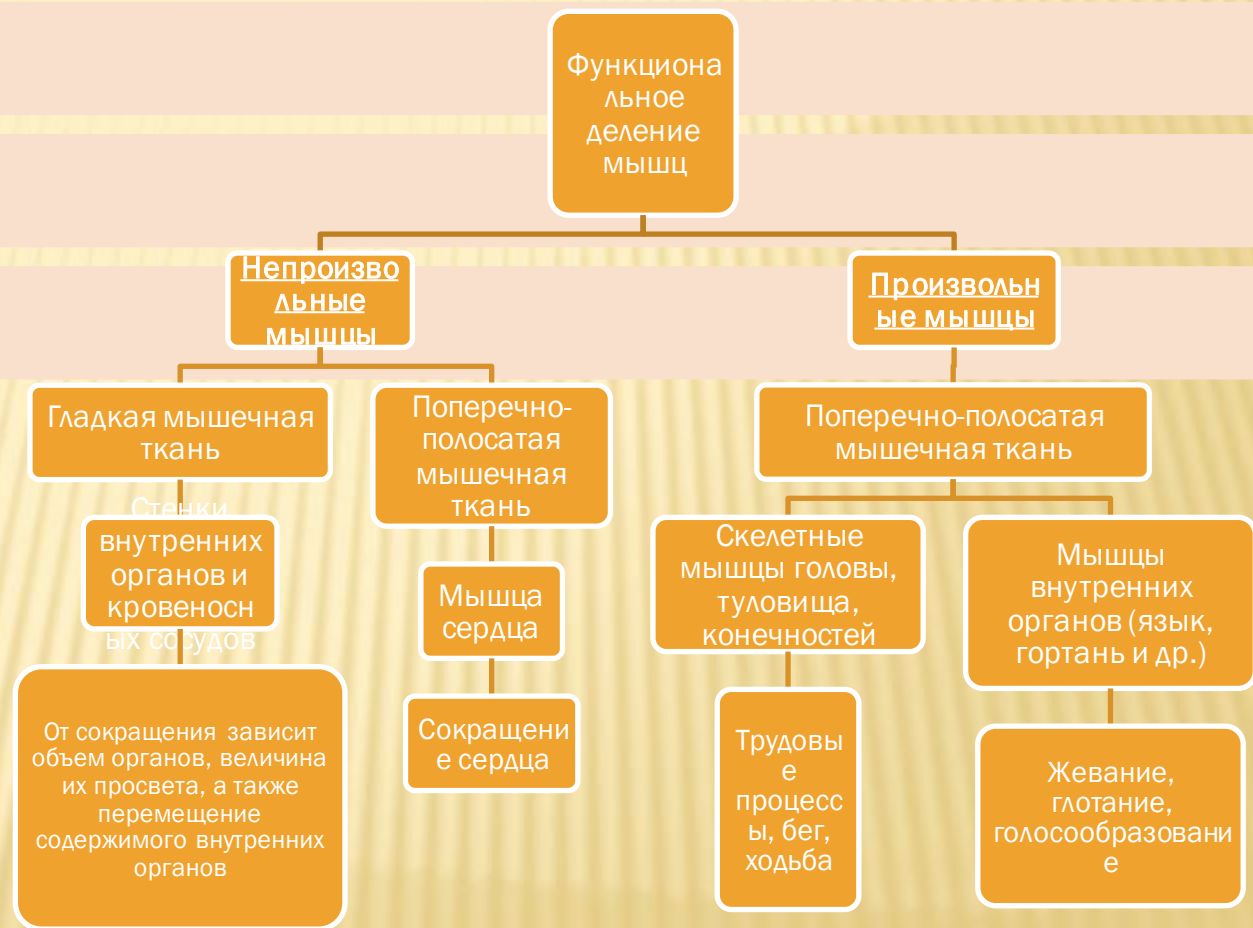 Функциона
льное
деление
мышц
Непроизво
льные
мышцы
Произвольн
ые мышцы
Гладкая мышечная
ткань
Поперечно-
полосатая
мышечная
ткань
Поперечно-полосатая
мышечная ткань
Стенки
внутренних
органов и
кровеносн
ых сосудов
Мышца
сердца
Скелетные
мышцы головы,
туловища,
конечностей
Мышцы
внутренних
органов (язык,
гортань и др.)
От сокращения зависит
объем органов, величина
их просвета, а также
перемещение
содержимого внутренних
органов
Сокращени
е сердца
Трудовы
е
процесс
ы, бег,
ходьба
Жевание,
глотание,
голосообразовани
е